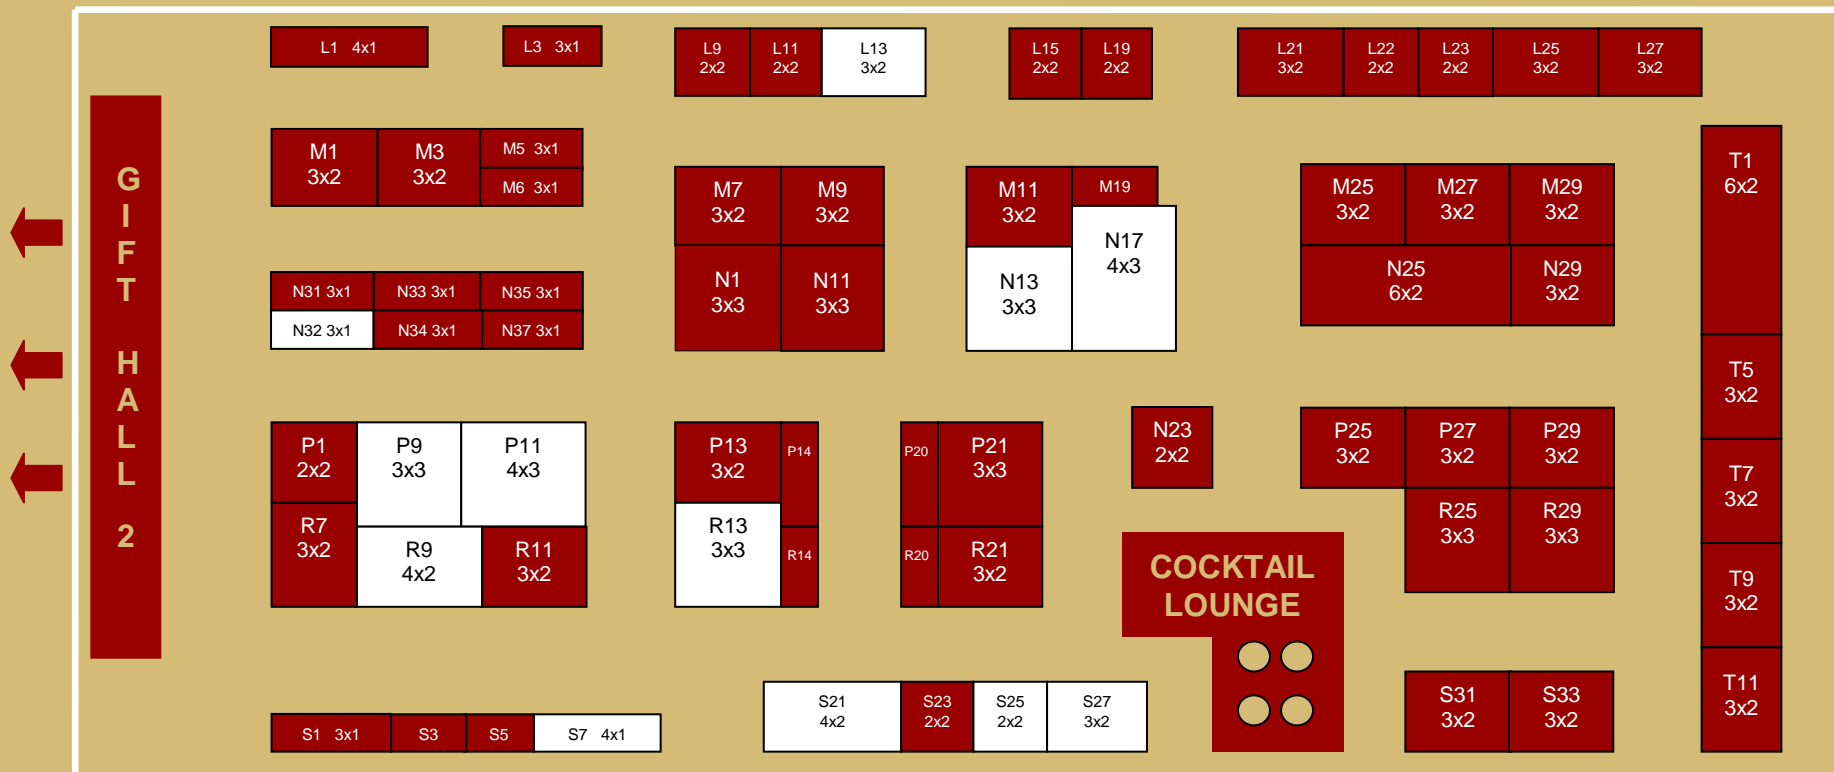 L1 4x1
L3 3x1
L9
2x2
L11
2x2
L13
3x2
L15
2x2
L19
2x2
L21
3x2
L22
2x2
L23
2x2
L25
3x2
L27
3x2
GIFT HALL 2
M1
3x2
M3
3x2
M5 3x1
M6 3x1
M7
3x2
M9
3x2
M11
3x2
M19
M25
3x2
M27
3x2
M29
3x2
T1
6x2
N31 3x1
N33 3x1
N35 3x1
N32 3x1
N34 3x1
N37 3x1
N1
3x3
N11
3x3
N13
3x3
N17
4x3
N25
6x2
N29
3x2
T5
3x2
P1
2x2
P9
3x3
P11
4x3
P13
3x2
P14
P20
P21
3x3
N23
2x2
P25
3x2
P27
3x2
P29
3x2
T7
3x2
R7
3x2
R9
4x2
R11
3x2
R13
3x3
R14
R20
R21
3x2
R25
3x3
R29
3x3
COCKTAIL
LOUNGE
T9
3x2
S1 3x1
S3
S5
S7 4x1
S21
4x2
S23
2x2
S25
2x2
S27
3x2
S31
3x2
S33
3x2
T11
3x2